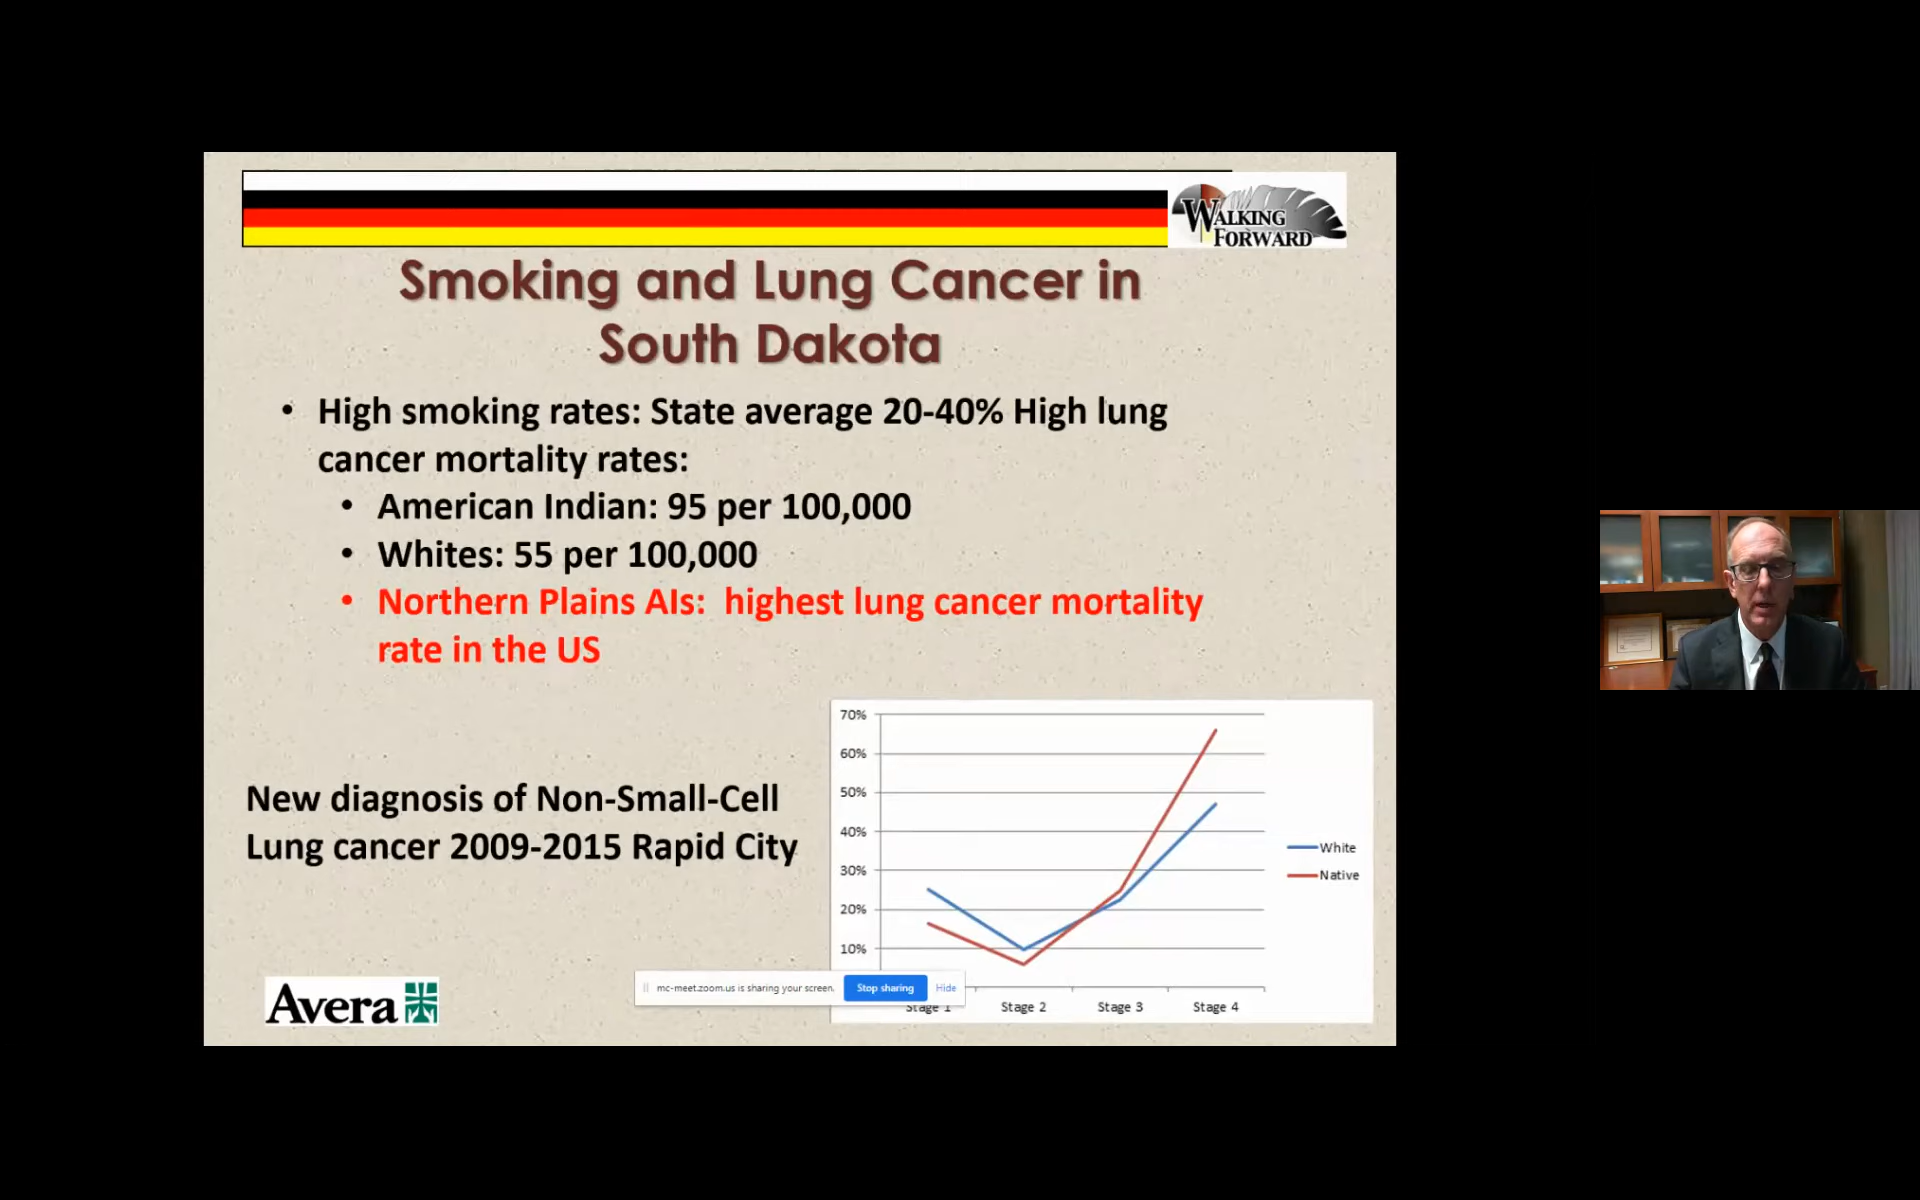 WALKING
FORWARD
Smoking and Lung Cancer in
South Dakota
• High smoking rates: State average 20-40% High lung
cancer mortality rates:
• American Indian: 95 per 100,000
• Whites: 55 per 100,000
• Northern Plains AIs: highest lung cancer mortality
rate in the US
New diagnosis of Non-Small-Cell
Lung cancer 2009-2015 Rapid City
70%
60%
50%
40%
30%
20%
10%
White
Native
Stage 1 Stage 2 Stage 3 Stage 4
mc-meet.zoom.us is sharing your screen. Stop sharing Hide
Avera